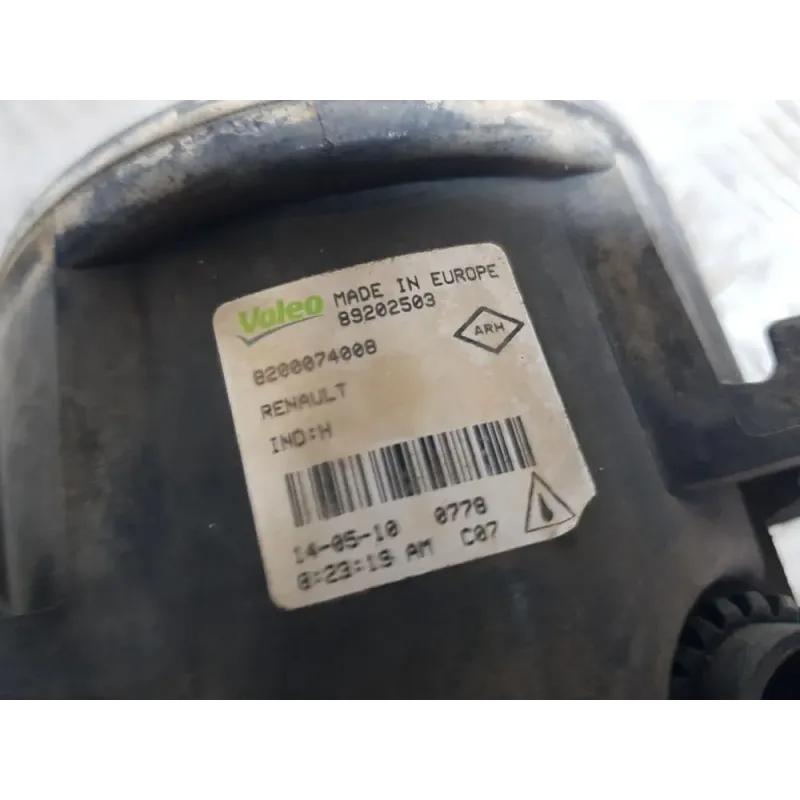 Valeo MADE IN EUROPE
89202503
ARH
8200074008
RENAULT
IND:H
14-05-10 0778
8:23:19 AM C07